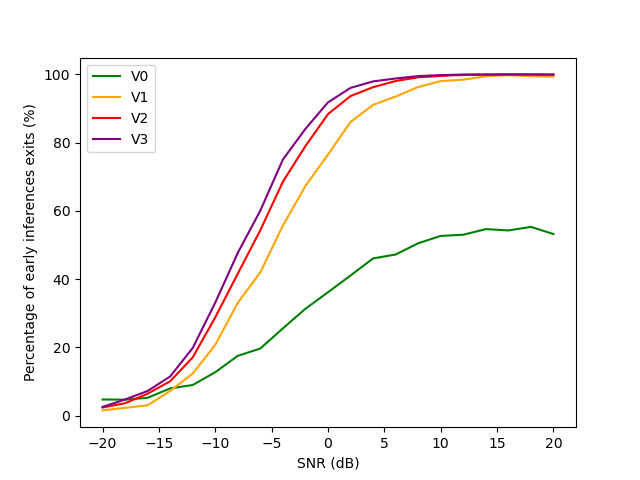 100
80
60
40
20
0
Percentage of early inferences exits (%)
V0
V1
V2
V3
−20 −15 −10 −5 0 5 10 15 20
SNR (dB)